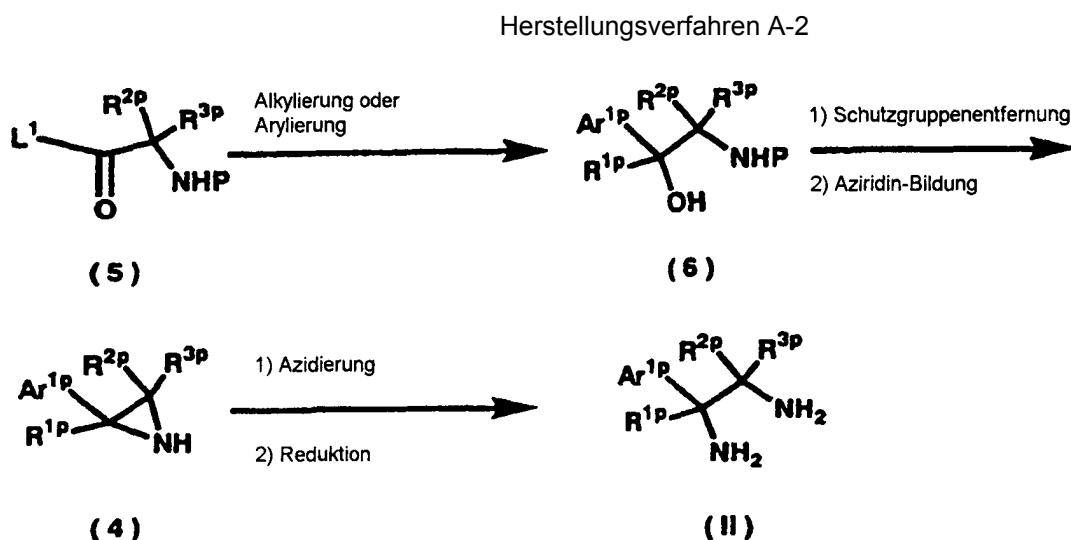 Herstellungsverfahren A-2
R2p
R3p
L1
NHP
O
(5)
Alkylierung oder
Arylierung
R2p
R3p
Ar1p
R1p
NHP
OH
(6)
1) Schutzgruppenentfernung
2) Aziridin-Bildung
R2p
R3p
Ar1p
R1p
NH
(4)
1) Azidierung
2) Reduktion
R2p
R3p
Ar1p
R1p
NH2
NH2
(II)